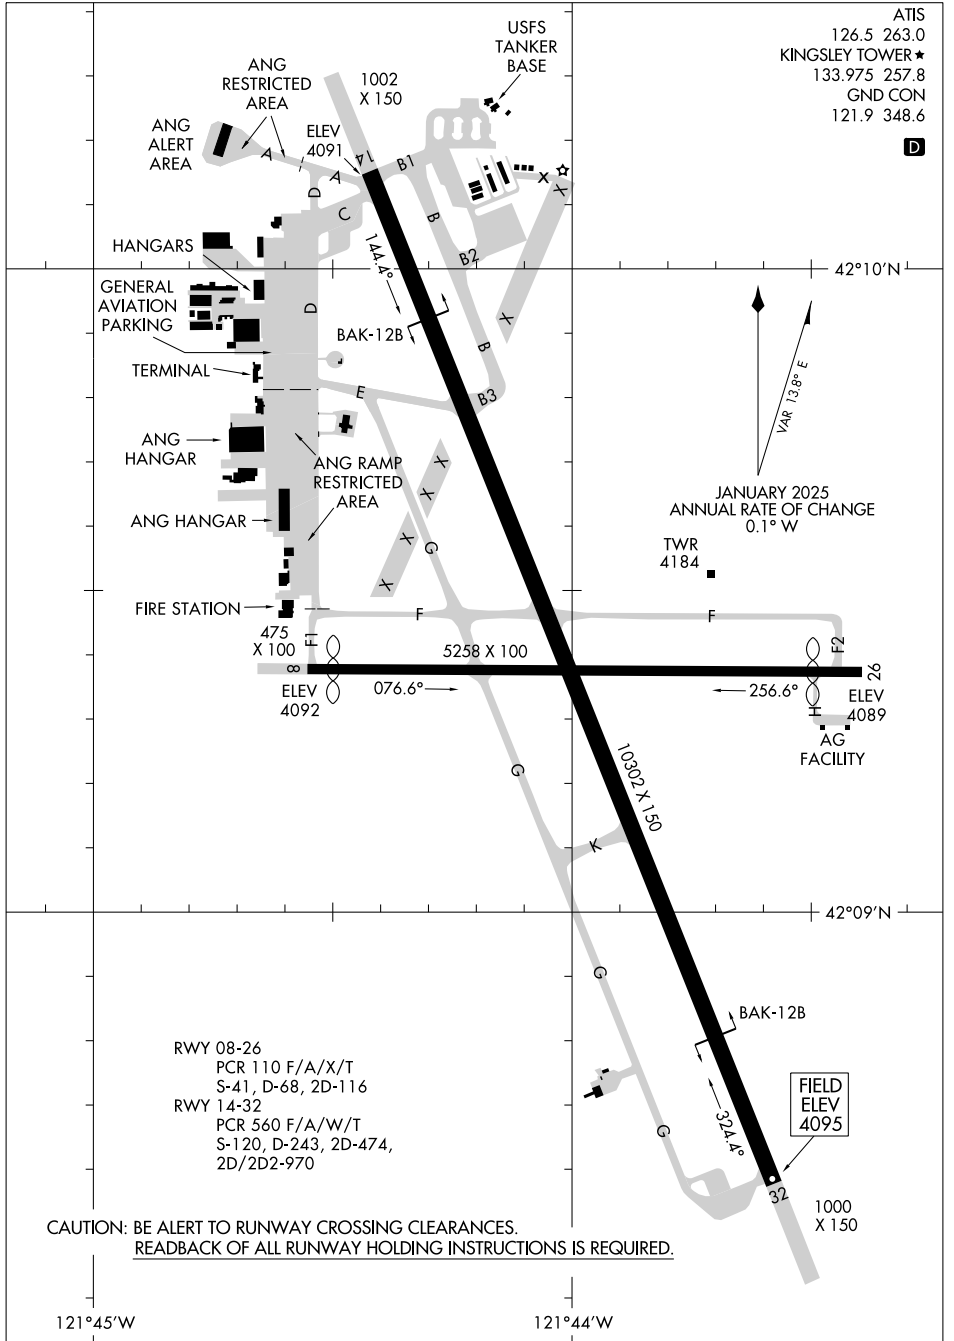 ATIS
126.5 263.0
KINGSLEY TOWER★
133.975 257.8
GND CON
121.9 348.6
D
USFS
TANKER
BASE
1002
X 150
ANG
RESTRICTED
AREA
ANG
ALERT
AREA
ELEV
4091
14
A
A
B1
D
C
B
X
X
B2
HANGARS
144.4°
42°10'N
GENERAL
AVIATION
PARKING
D
X
BAK-12B
B
VAR 13.8° E
TERMINAL
E
B3
ANG
HANGAR
ANG RAMP
RESTRICTED
AREA
X
X
JANUARY 2025
ANNUAL RATE OF CHANGE
0.1° W
ANG HANGAR
X
G
TWR
4184
X
FIRE STATION
F
F
475
X 100
F1
5258 X 100
F2
8
26
ELEV
4092
076.6°
256.6°
ELEV
4089
H
AG
FACILITY
G
10302 X 150
K
42°09'N
G
BAK-12B
RWY 08-26
PCR 110 F/A/X/T
S-41, D-68, 2D-116
RWY 14-32
PCR 560 F/A/W/T
S-120, D-243, 2D-474,
2D/2D2-970
FIELD
ELEV
4095
G
324.4°
32
1000
X 150
CAUTION: BE ALERT TO RUNWAY CROSSING CLEARANCES.
READBACK OF ALL RUNWAY HOLDING INSTRUCTIONS IS REQUIRED.
121°45'W
121°44'W